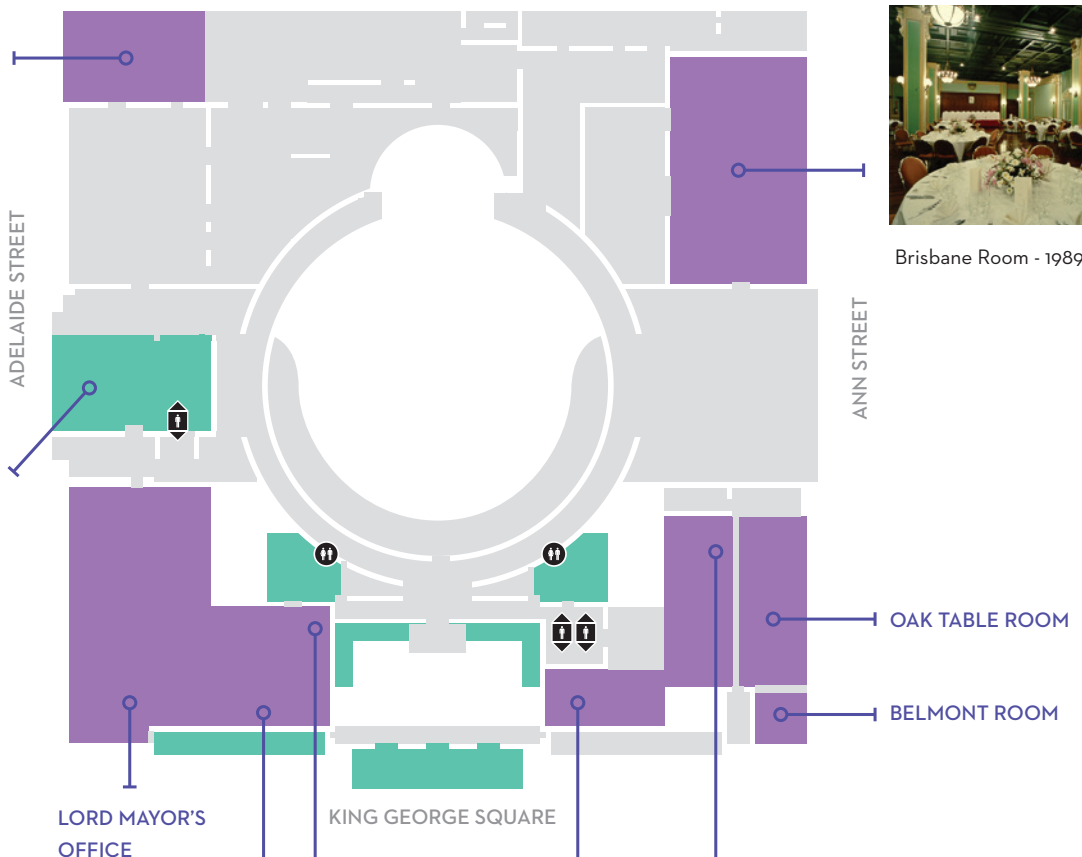 ADELAIDE STREET
Brisbane Room - 1989
ANN STREET
OAK TABLE ROOM
BELMONT ROOM
LORD MAYOR'S
OFFICE
KING GEORGE SQUARE